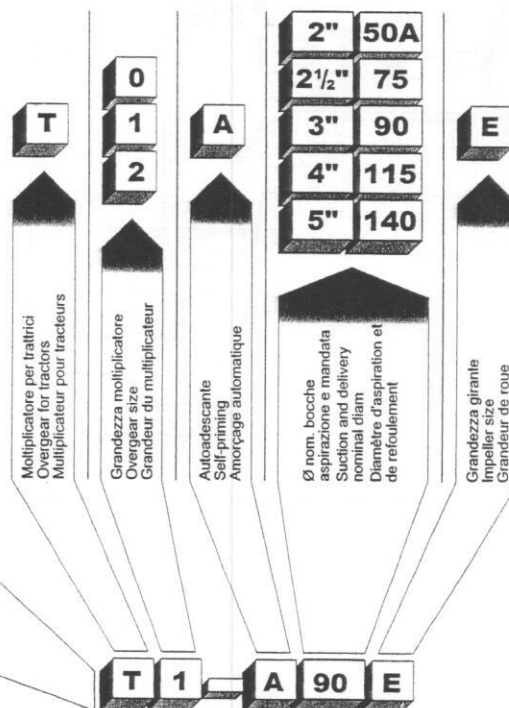 T
0
1
2
A
2" 50A
2½" 75
3" 90
4" 115
5" 140
E
Moltiplicatore per trattrici
Overgear for tractors
Multiplicateur pour tracteurs
Grandezza moltiplicatore
Overgear size
Grandeur du multiplicateur
Autoadescante
Self-priming
Amorçage automatique
Ø nom. bocche
aspirazione e mandata
Suction and delivery
nominal diam
Diamètre d'aspiration et
de refoulement
Grandezza girante
Impeller size
Grandeur de roue
T 1 - A 90 E